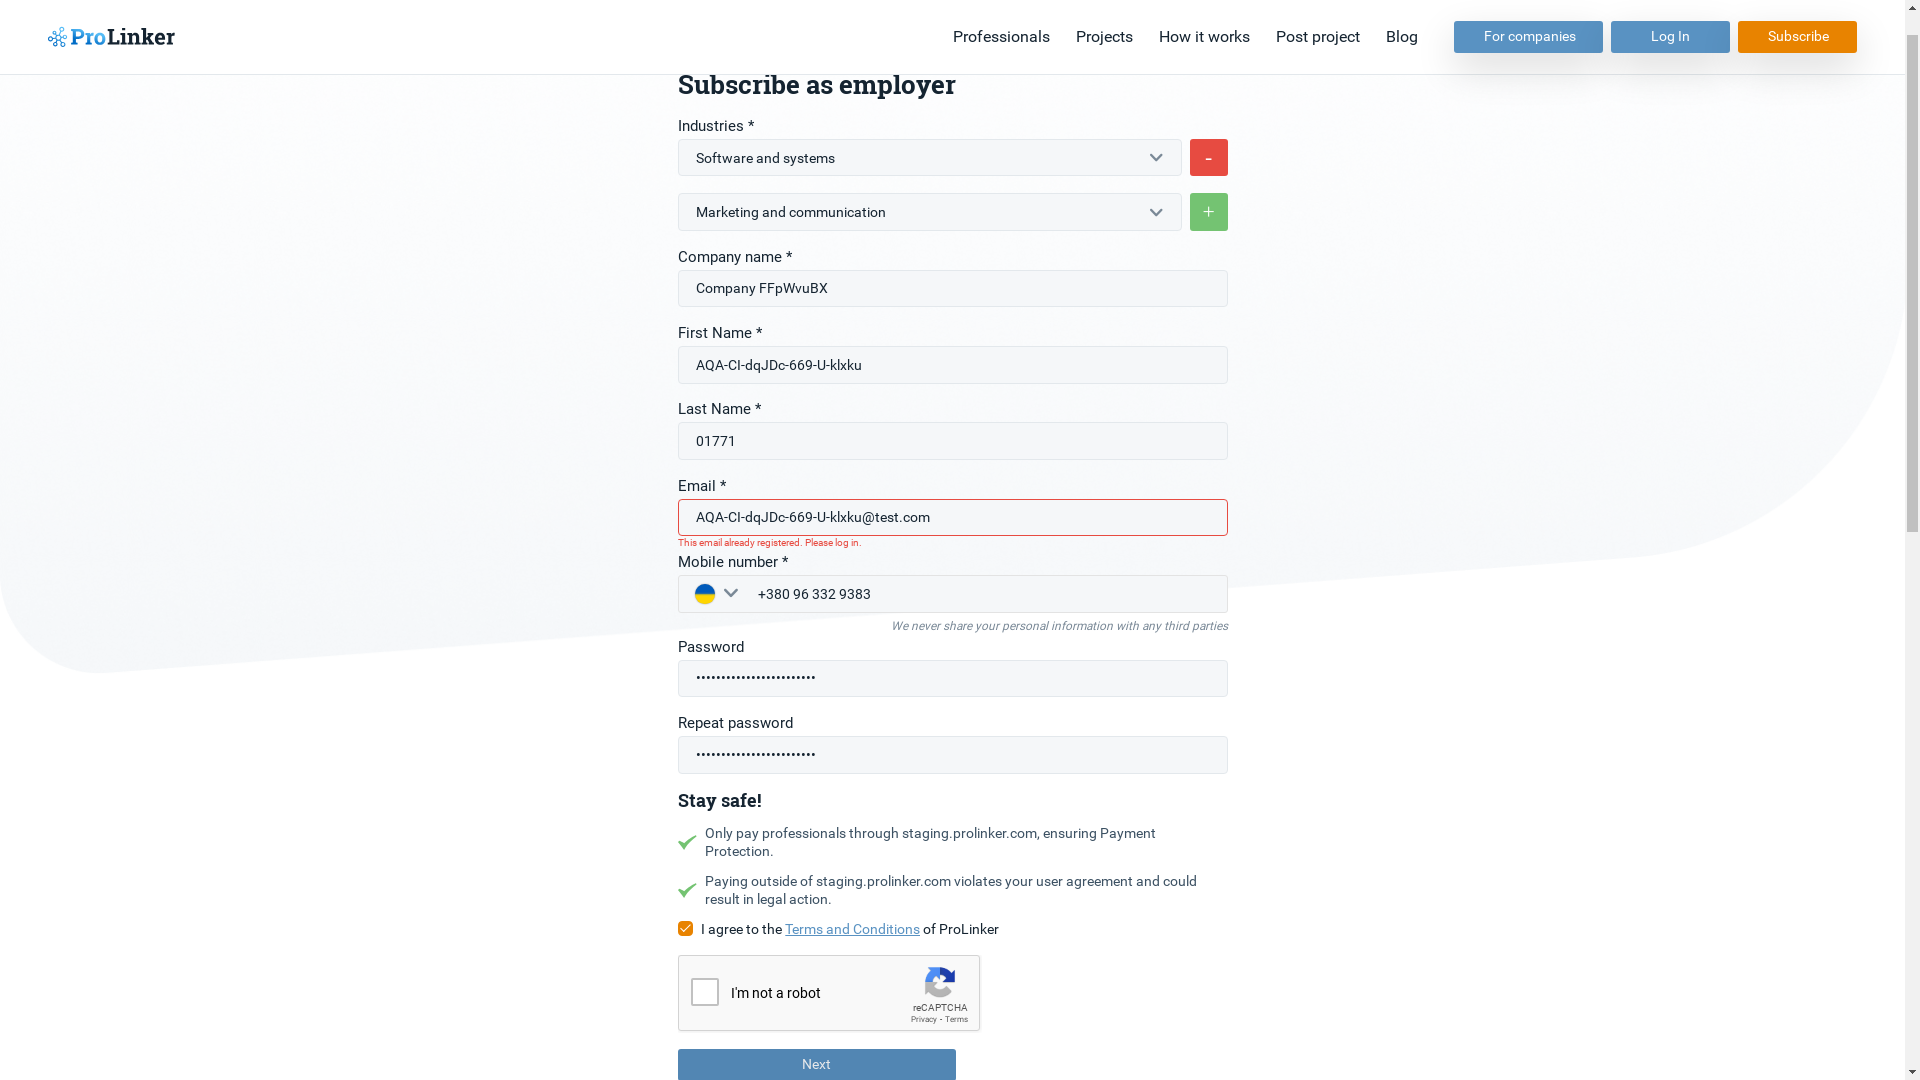 ProLinker
Professionals
Projects
How it works
Post project
Blog
For companies
Log In
Subscribe
Subscribe as employer
Industries *
Software and systems
-
Marketing and communication
+
Company name *
Company FFpWvuBX
First Name *
AQA-CI-dqJDc-669-U-klxku
Last Name *
01771
Email *
AQA-CI-dqJDc-669-U-klxku@test.com
This email already registered. Please log in.
Mobile number *
+380 96 332 9383
We never share your personal information with any third parties
Password
••••••••••••••••••••••••
Repeat password
••••••••••••••••••••••••
Stay safe!
Only pay professionals through staging.prolinker.com, ensuring Payment
Protection.
Paying outside of staging.prolinker.com violates your user agreement and could
result in legal action.
I agree to the Terms and Conditions of ProLinker
I'm not a robot
reCAPTCHA
Privacy - Terms
Next